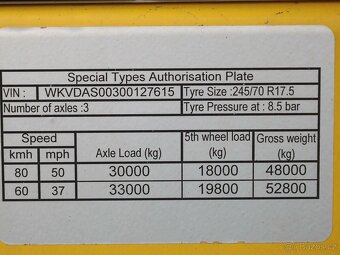 Special Types Authorisation Plate
VIN : WKVDAS00300127615 Tyre Size :245/70 R17.5
Number of axles :3 Tyre Pressure at : 8.5 bar
Speed Axle Load (kg) 5th wheel load (kg) Gross weight (kg)
kmh mph
80 50 30000 18000 48000
60 37 33000 19800 52800